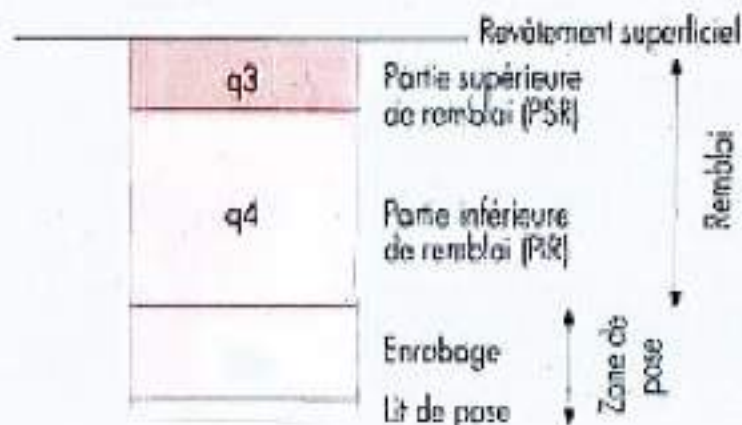 Revêtement superficiel
q3
Partie supérieure
de remblai (PSR)
q4
Partie inférieure
de remblai (PIR)
Remblai
Enrobage
Lit de pose
Zone de
pose